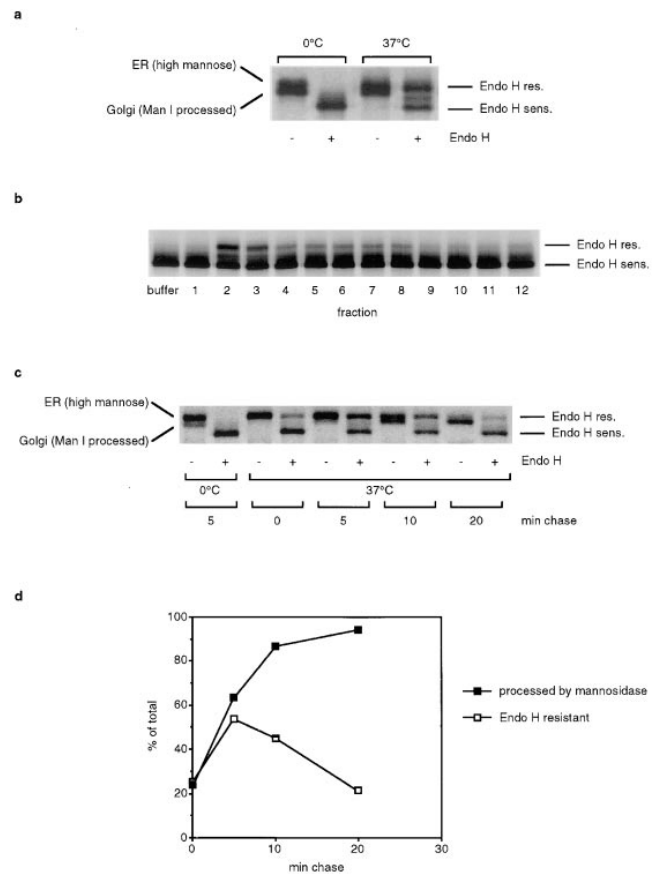 a
0°C 37°C
ER (high mannose)
Endo H res.
Golgi (Man I processed)
Endo H sens.
- + - + Endo H
b
Endo H res.
Endo H sens.
buffer 1 2 3 4 5 6 7 8 9 10 11 12
fraction
c
ER (high mannose)
Endo H res.
Golgi (Man I processed)
Endo H sens.
- + - + - + - + - + Endo H
0°C 37°C
5 0 5 10 20 min chase
d
100
80
60
40
20
0
% of total
0 10 20 30
min chase
processed by mannosidase
Endo H resistant